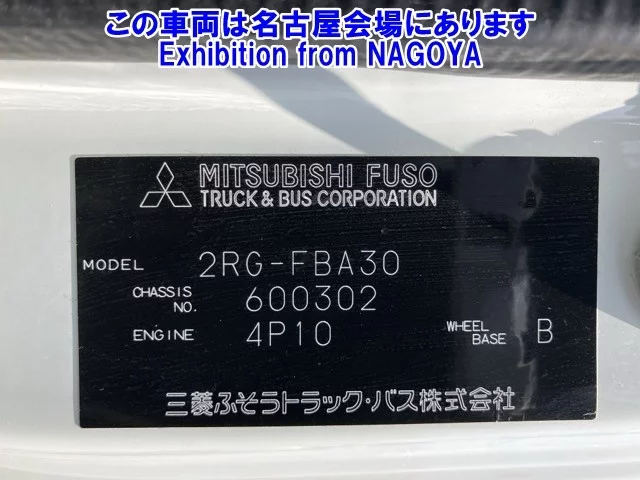 この車両は名古屋会場にあります
Exhibition from NAGOYA
MITSUBISHI FUSO
TRUCK & BUS CORPORATION
MODEL 2RG-FBA30
CHASSIS NO. 600302
ENGINE 4P10 WHEEL BASE B
三菱ふそうトラック・バス株式会社